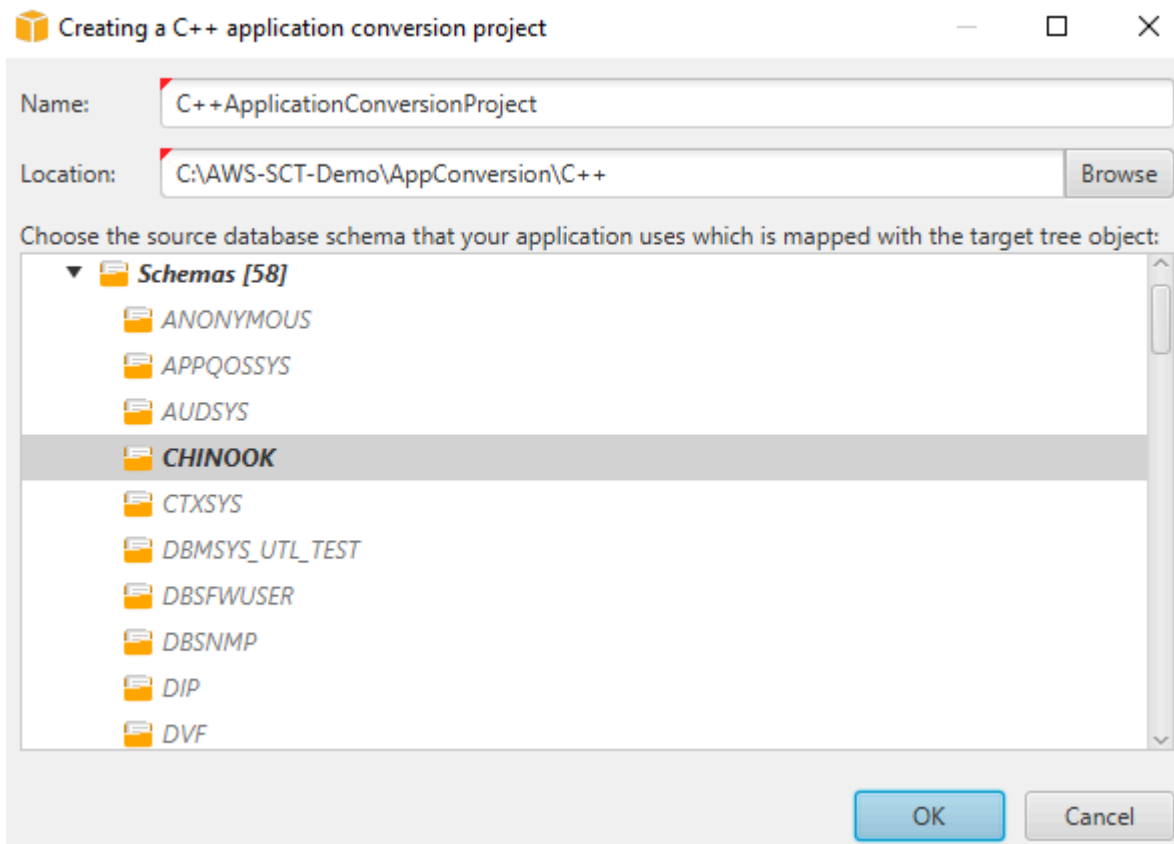 Creating a C++ application conversion project
Name: C++ApplicationConversionProject
Location: C:\AWS-SCT-Demo\AppConversion\C++ Browse
Choose the source database schema that your application uses which is mapped with the target tree object:
Schemas [58]
ANONYMOUS
APPQOSSYS
AUDSYS
CHINOOK
CTXSYS
DBMSYS_UTL_TEST
DBSFWUSER
DBSNMP
DIP
DVF
OK Cancel